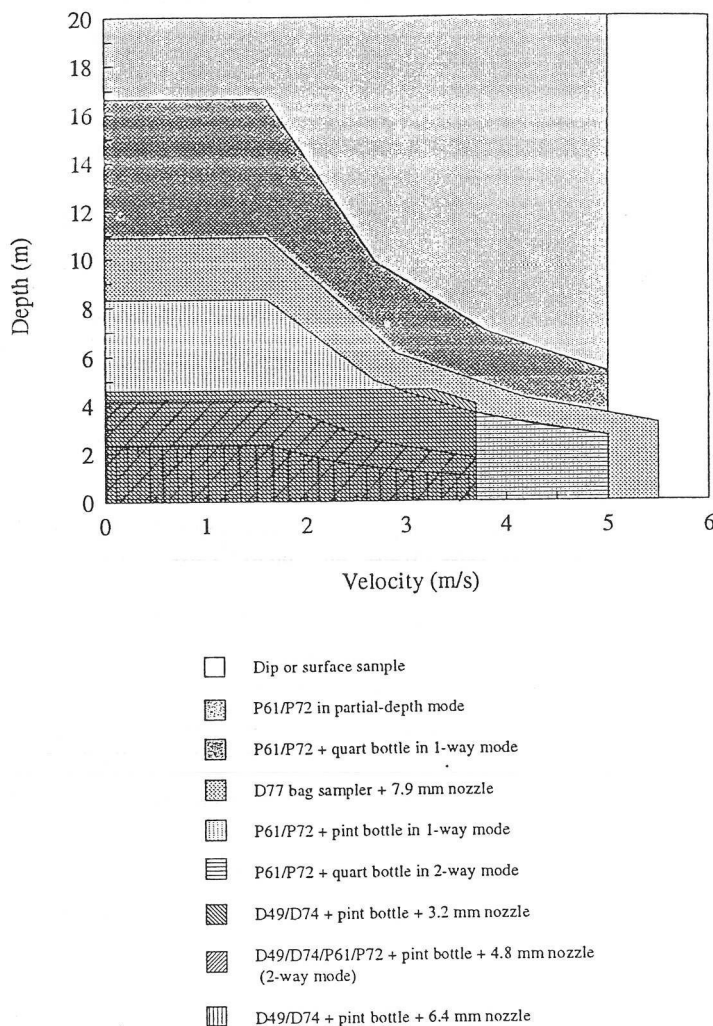 20
18
16
14
12
10
8
6
4
2
0
Depth (m)
0 1 2 3 4 5 6
Velocity (m/s)
Dip or surface sample
P61/P72 in partial-depth mode
P61/P72 + quart bottle in 1-way mode
D77 bag sampler + 7.9 mm nozzle
P61/P72 + pint bottle in 1-way mode
P61/P72 + quart bottle in 2-way mode
D49/D74 + pint bottle + 3.2 mm nozzle
D49/D74/P61/P72 + pint bottle + 4.8 mm nozzle
(2-way mode)
D49/D74 + pint bottle + 6.4 mm nozzle